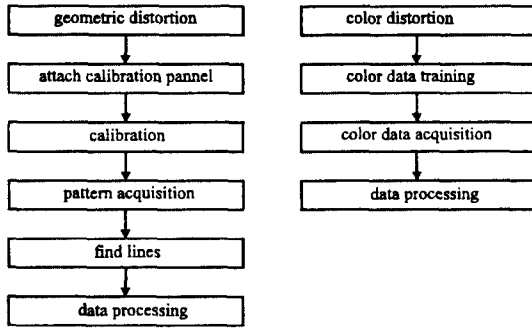 geometric distortion
attach calibration pannel
calibration
pattern acquisition
find lines
data processing
color distortion
color data training
color data acquisition
data processing